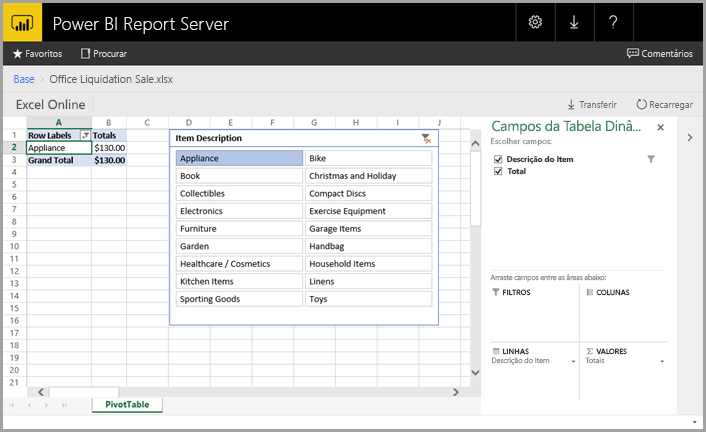 Power BI Report Server
?
Favoritos Procurar Comentários
Base > Office Liquidation Sale.xlsx
Excel Online Transferir Recarregar
A B C D E F G H I J
1 Row Labels Totals
2 Appliance $130.00
3 Grand Total $130.00
4
5
6
7
8
9
10
11
12
13
14
15
16
17
18
19
20
21
Item Description
Appliance Bike
Book Christmas and Holiday
Collectibles Compact Discs
Electronics Exercise Equipment
Furniture Garage Items
Garden Handbag
Healthcare / Cosmetics Household Items
Kitchen Items Linens
Sporting Goods Toys
PivotTable
Campos da Tabela Dinâ...
Escolher campos:
Descrição do Item
Total
Arraste campos entre as áreas abaixo:
FILTROS COLUNAS
LINHAS Σ VALORES
Descrição do Item Totais